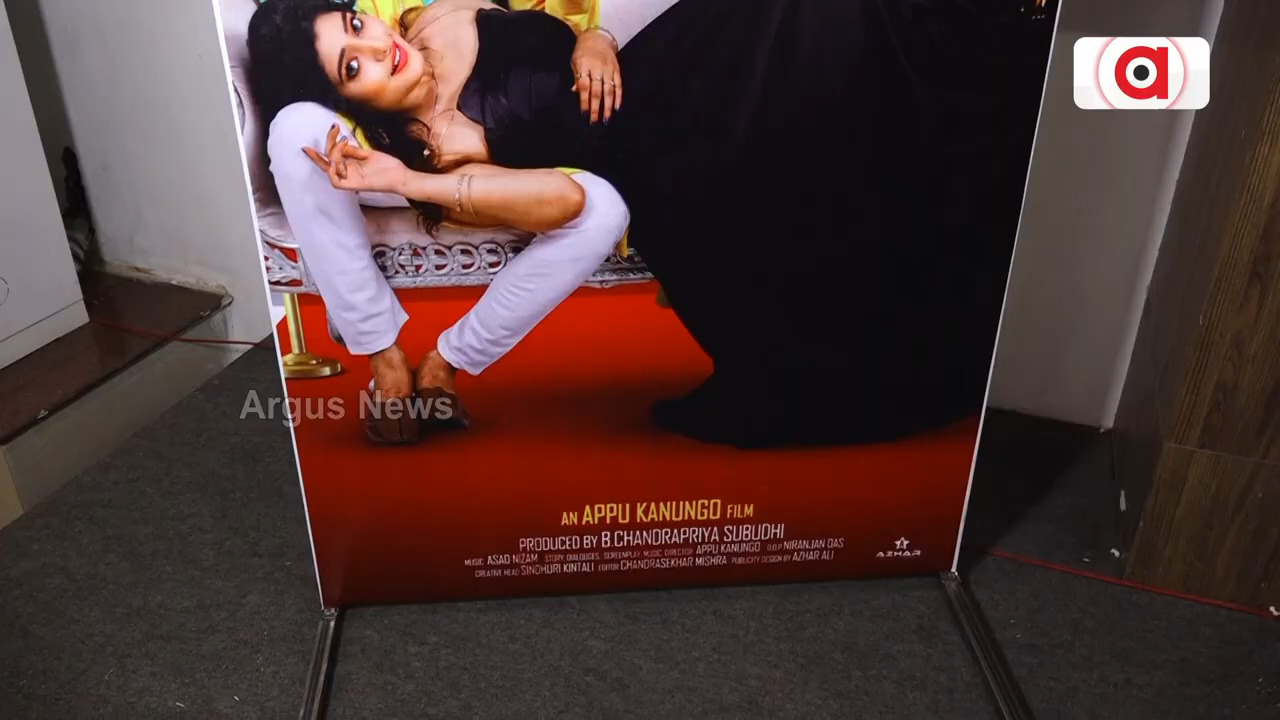 a
Argus News
AN APPU KANUNGO FILM
PRODUCED BY B.CHANDRAPRIYA SUBUDHI
MUSIC: ASAD NIZAM STORY, DIALOUGES, SCREENPLAY, MUSIC, DIRECTOR APPU KANUNGO D.O.P NIRANJAN DAS
CREATIVE HEAD SINDHURI KINTALI EDITOR CHANDRASEKHAR MISHRA PUBLICITY DESIGN BY AZHAR ALI
AZHAR